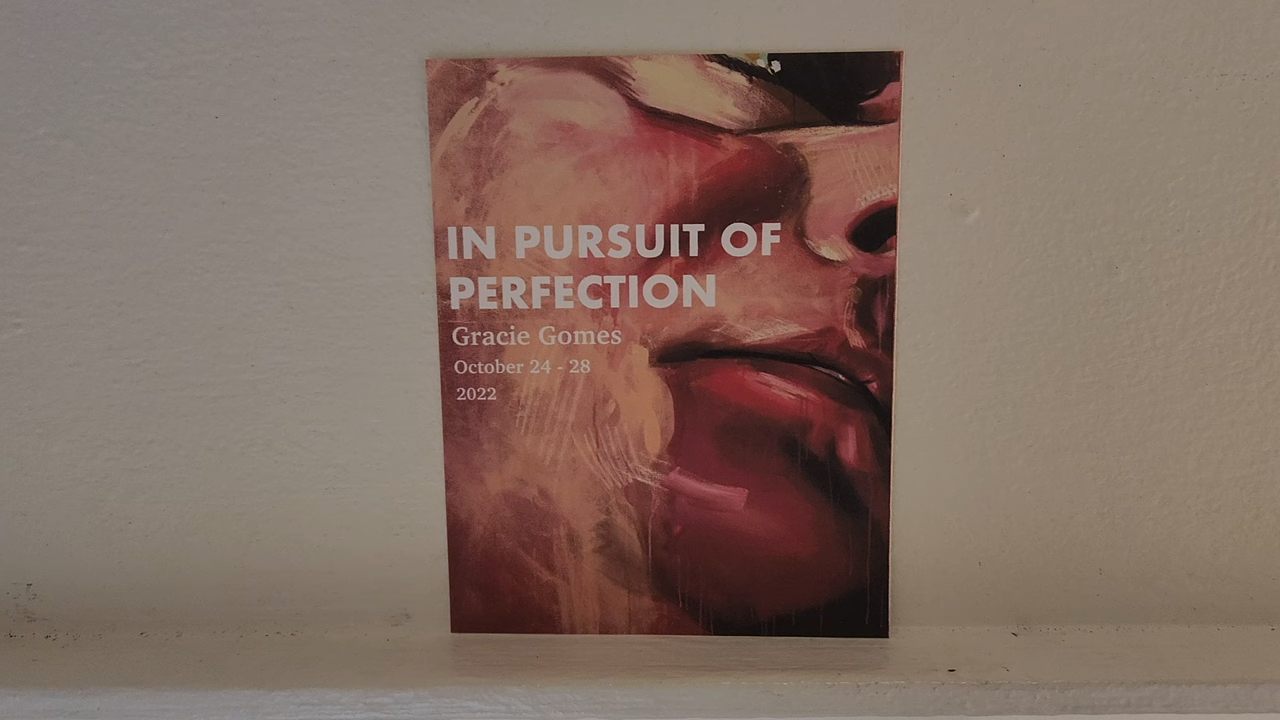 IN PURSUIT OF
PERFECTION
Gracie Gomes
October 24 - 28
2022